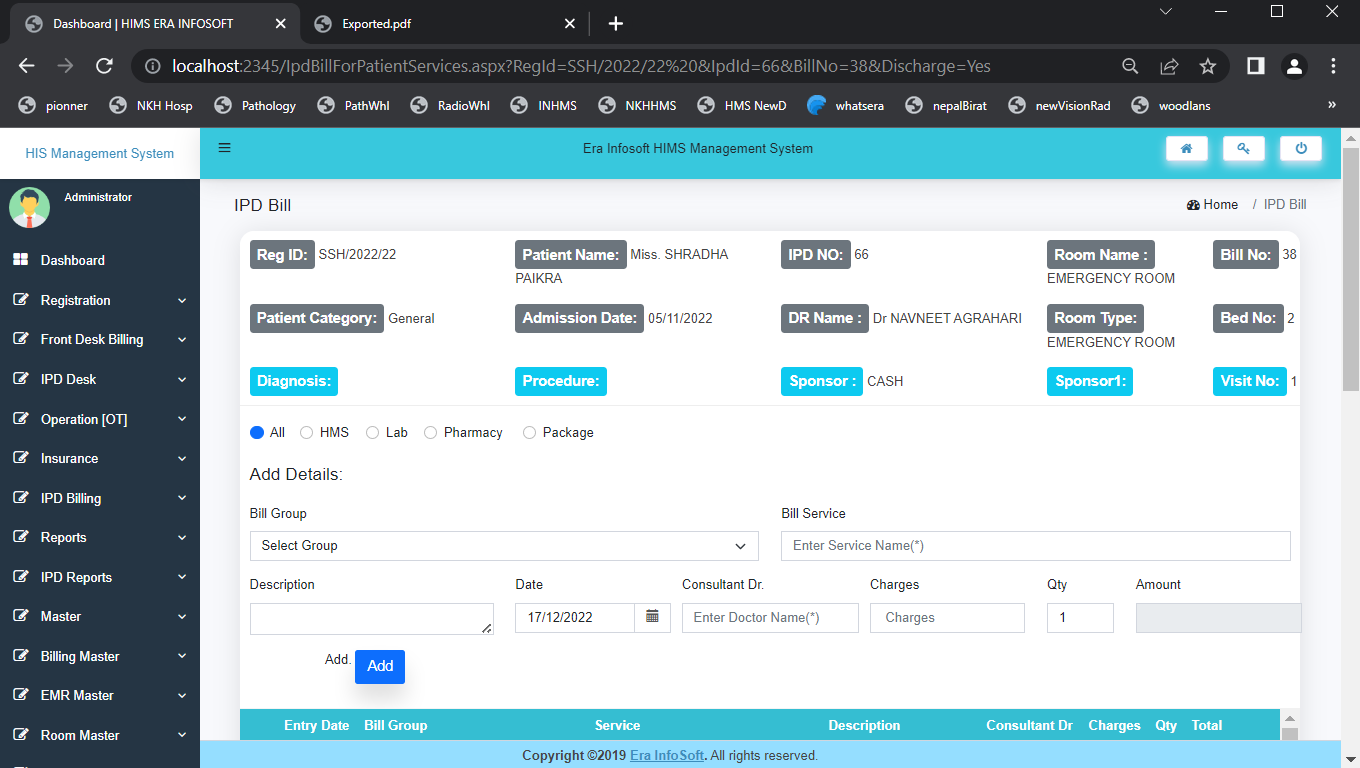 Dashboard | HIMS ERA INFOSOFT
Exported.pdf
localhost:2345/IpdBillForPatientServices.aspx?RegId=SSH/2022/22%20&IpdId=66&BillNo=38&Discharge=Yes
pionner NKH Hosp Pathology PathWhl RadioWhl INHMS NKHHMS HMS NewD whatsera nepalBirat newVisionRad woodlans »
HIS Management System
Era Infosoft HIMS Management System
Administrator
Dashboard
Registration
Front Desk Billing
IPD Desk
Operation [OT]
Insurance
IPD Billing
Reports
IPD Reports
Master
Billing Master
EMR Master
Room Master
IPD Bill
Home / IPD Bill
Reg ID: SSH/2022/22
Patient Name: Miss. SHRADHA
PAIKRA
IPD NO: 66
Room Name :
EMERGENCY ROOM
Bill No: 38
Patient Category: General
Admission Date: 05/11/2022
DR Name : Dr NAVNEET AGRAHARI
Room Type:
EMERGENCY ROOM
Bed No: 2
Diagnosis:
Procedure:
Sponsor : CASH
Sponsor1:
Visit No: 1
All HMS Lab Pharmacy Package
Add Details:
Bill Group
Select Group
Bill Service
Enter Service Name(*)
Description
Date
17/12/2022
Consultant Dr.
Enter Doctor Name(*)
Charges
Charges
Qty
1
Amount
Add. Add
Entry Date Bill Group Service Description Consultant Dr Charges Qty Total
Copyright ©2019 Era InfoSoft. All rights reserved.